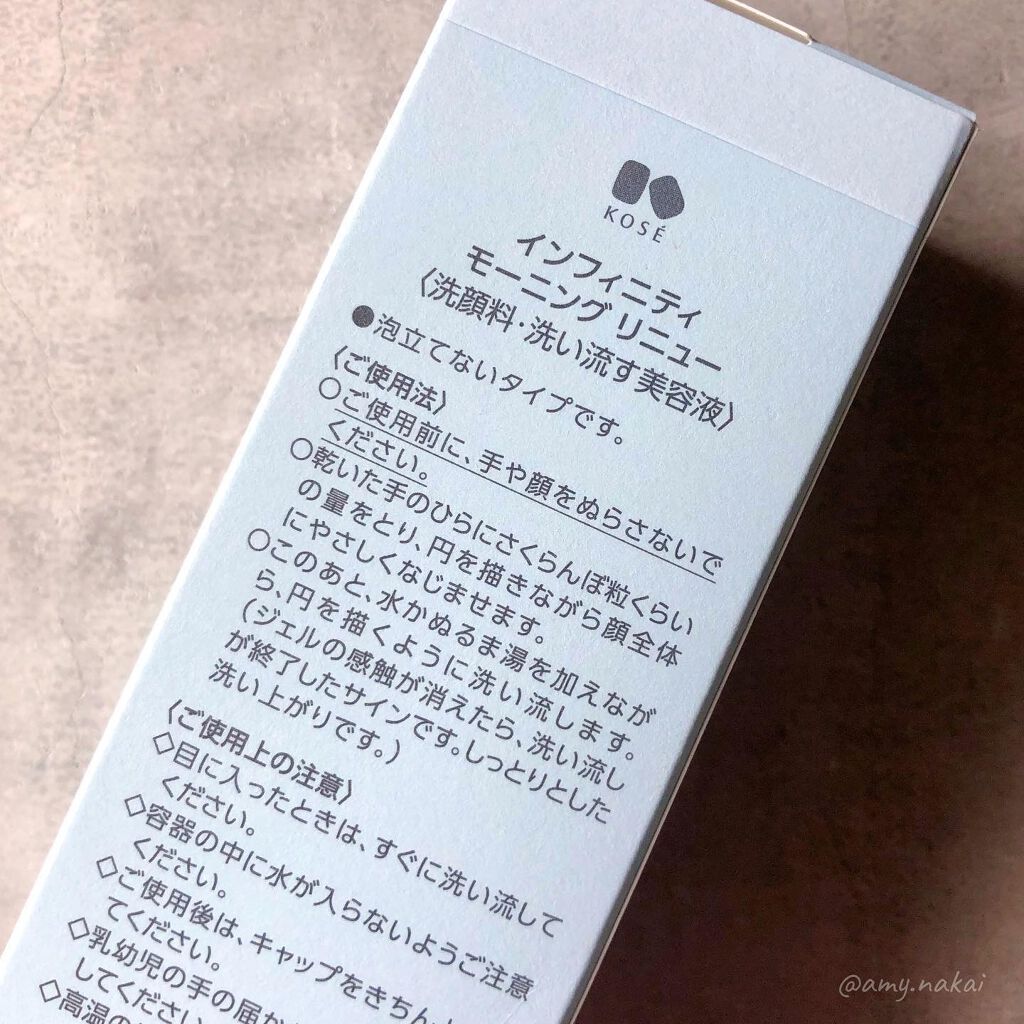 KOSÉ
インフィニティ
モーニング リニュー
〈洗顔料・洗い流す美容液〉
●泡立てないタイプです。
〈ご使用法〉
○ご使用前に、手や顔をぬらさないで
ください。
○乾いた手のひらにさくらんぼ粒くらい
の量をとり、円を描きながら顔全体
にやさしくなじませます。
○このあと、水かぬるま湯を加えなが
ら、円を描くように洗い流します。
（ジェルの感触が消えたら、洗い流し
が終了したサインです。しっとりとした
洗い上がりです。）
〈ご使用上の注意〉
◇目に入ったときは、すぐに洗い流して
ください。
◇容器の中に水が入らないようご注意
ください。
◇ご使用後は、キャップをきちん
てください。
◇乳幼児の手の届か
してください
◇高温の
@amy.nakai